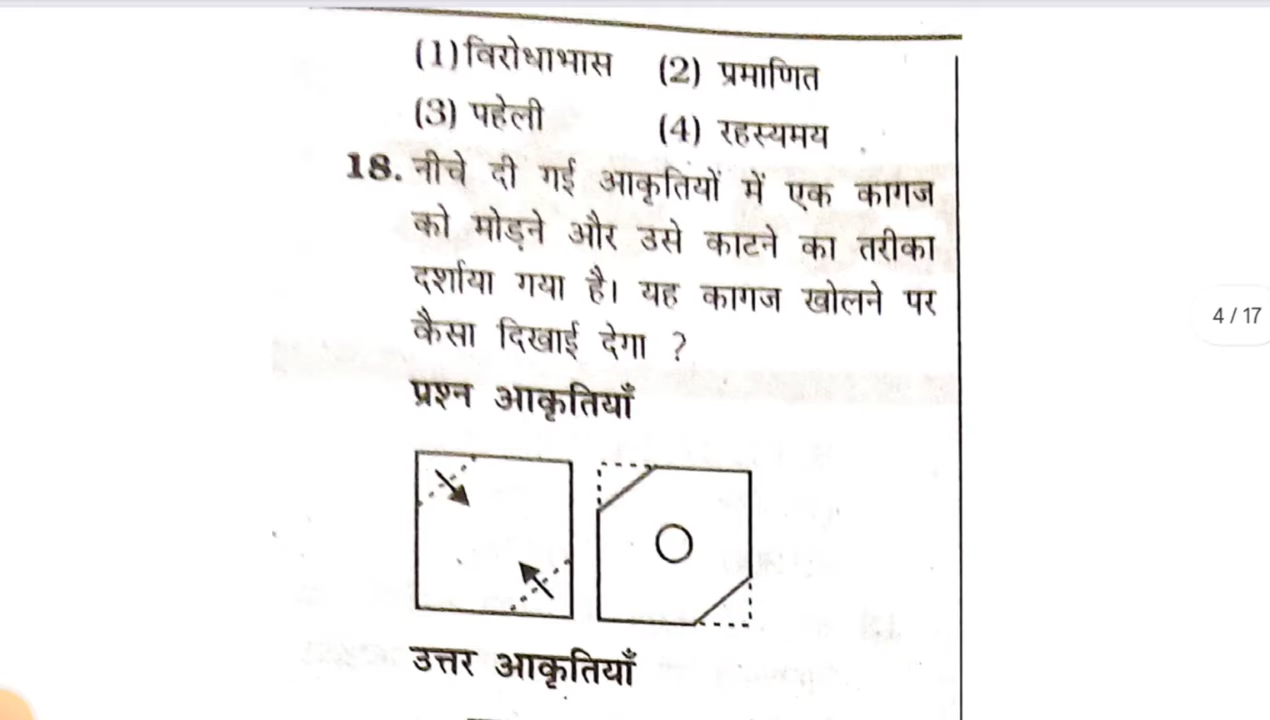 (1) विरोधाभास (2) प्रमाणित
(3) पहेली (4) रहस्यमय
18. नीचे दी गई आकृतियों में एक कागज
को मोड़ने और उसे काटने का तरीका
दर्शाया गया है। यह कागज खोलने पर
कैसा दिखाई देगा ?
4 / 17
प्रश्न आकृतियाँ
उत्तर आकृतियाँ